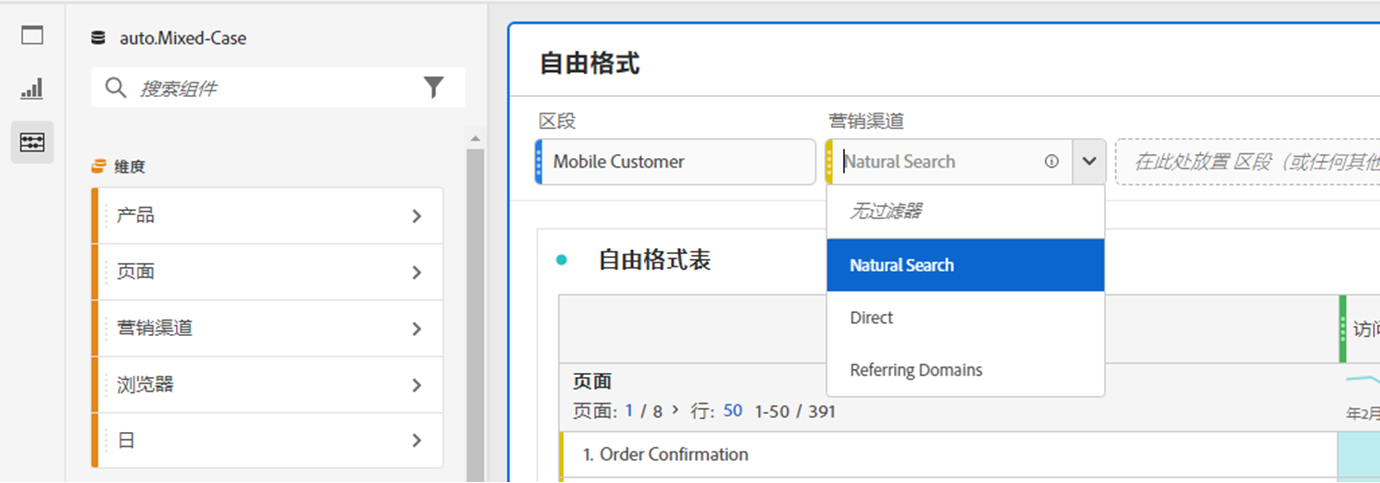 auto.Mixed-Case
搜索组件
维度
产品
页面
营销渠道
浏览器
日
自由格式
区段
营销渠道
Mobile Customer
Natural Search
在此处放置 区段（或任何其他
无过滤器
Natural Search
Direct
Referring Domains
自由格式表
访问
页面
页面: 1 / 8 > 行: 50 1-50 / 391
年2月
1. Order Confirmation